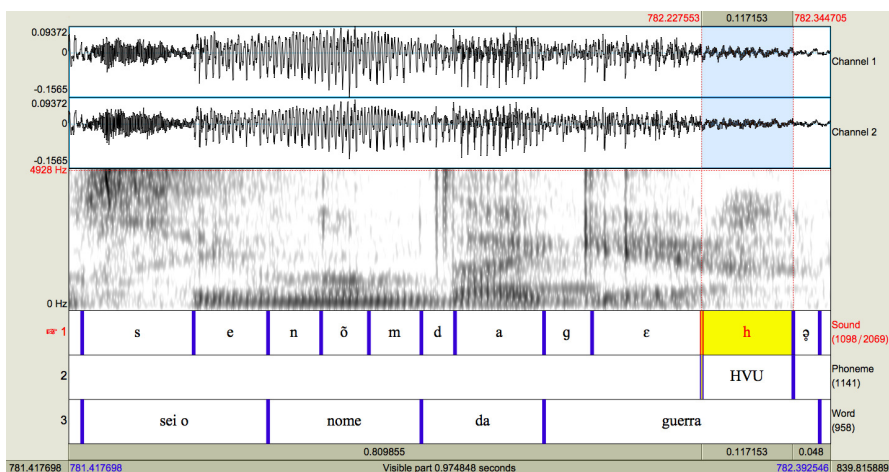 782.227553 0.117153 782.344705
0.09372
0
-0.1565
Channel 1
0.09372
0
-0.1565
Channel 2
4928 Hz
0 Hz
☞ 1 s e n õ m d a ɡ ɛ h ə̥ Sound
(1098/2069)
2 HVU Phoneme
(1141)
3 sei o nome da guerra Word
(958)
0.809855 0.117153 0.048
781.417698 781.417698 Visible part 0.974848 seconds 782.392546 839.815889